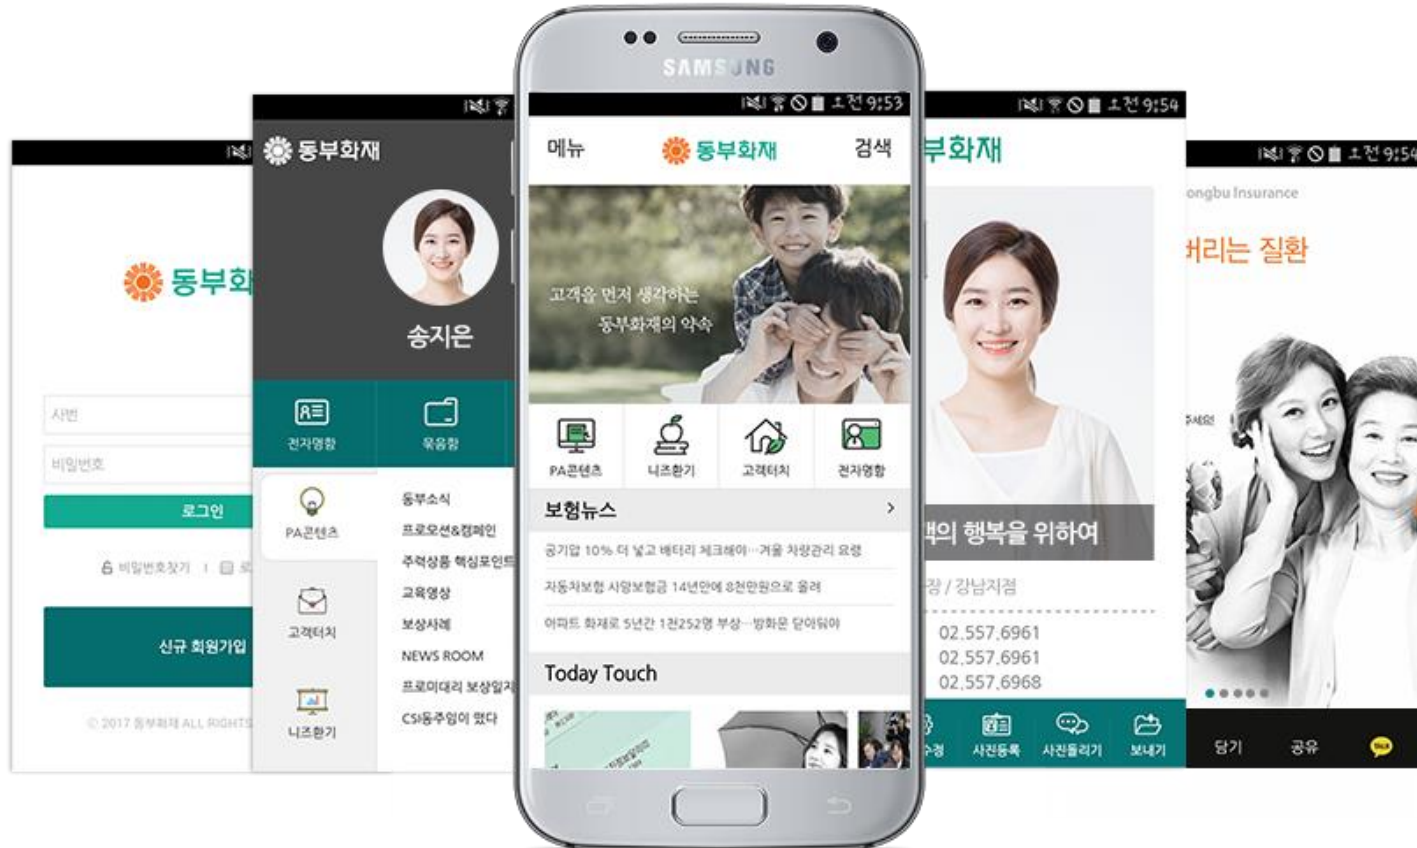 동부화
사번
비밀번호
로그인
비밀번호찾기 | 로
신규 회원가입
© 2017 동부화재 ALL RIGHTS
동부화재
송지은
전자명함
묶음함
PA콘텐츠
고객터치
니즈환기
동부소식
프로모션&캠페인
주력상품 핵심포인트
교육영상
보상사례
NEWS ROOM
프로미대리 보상일지
CSI동주임이 떴다
SAMSUNG
오전 9:53
메뉴
동부화재
검색
고객을 먼저 생각하는
동부화재의 약속
PA콘텐츠
니즈환기
고객터치
전자명함
보험뉴스 >
공기압 10% 더 넣고 배터리 체크해야…겨울 차량관리 요령
자동차보험 사망보험금 14년만에 8천만원으로 올려
아파트 화재로 5년간 1천252명 부상…방화문 닫아둬야
Today Touch
오전 9:54
부화재
객의 행복을 위하여
장 / 강남지점
02.557.6961
02.557.6961
02.557.6968
수정
사진등록
사진돌리기
보내기
오전 9:54
ongbu Insurance
버리는 질환
주세요!
담기
공유
TALK